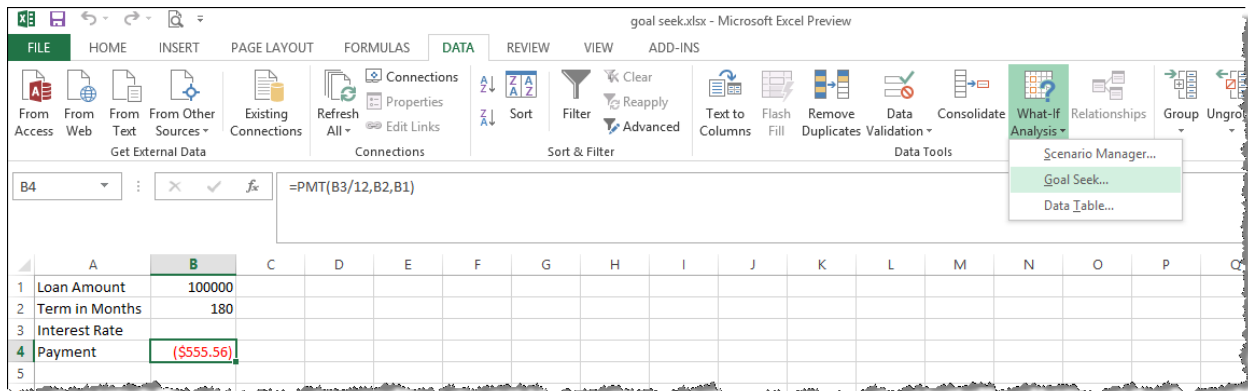 goal seek.xlsx - Microsoft Excel Preview
FILE HOME INSERT PAGE LAYOUT FORMULAS DATA REVIEW VIEW ADD-INS
From Access
From Web
From Text
From Other Sources
Get External Data
Existing Connections
Refresh All
Connections
Properties
Edit Links
Connections
Sort
Filter
Clear
Reapply
Advanced
Sort & Filter
Text to Columns
Flash Fill
Remove Duplicates
Data Validation
Consolidate
What-If Analysis
Relationships
Data Tools
Group
Ungro
Scenario Manager...
Goal Seek...
Data Table...
B4 fx =PMT(B3/12,B2,B1)
A B C D E F G H I J K L M N O P Q
1 Loan Amount 100000
2 Term in Months 180
3 Interest Rate
4 Payment ($555.56)
5